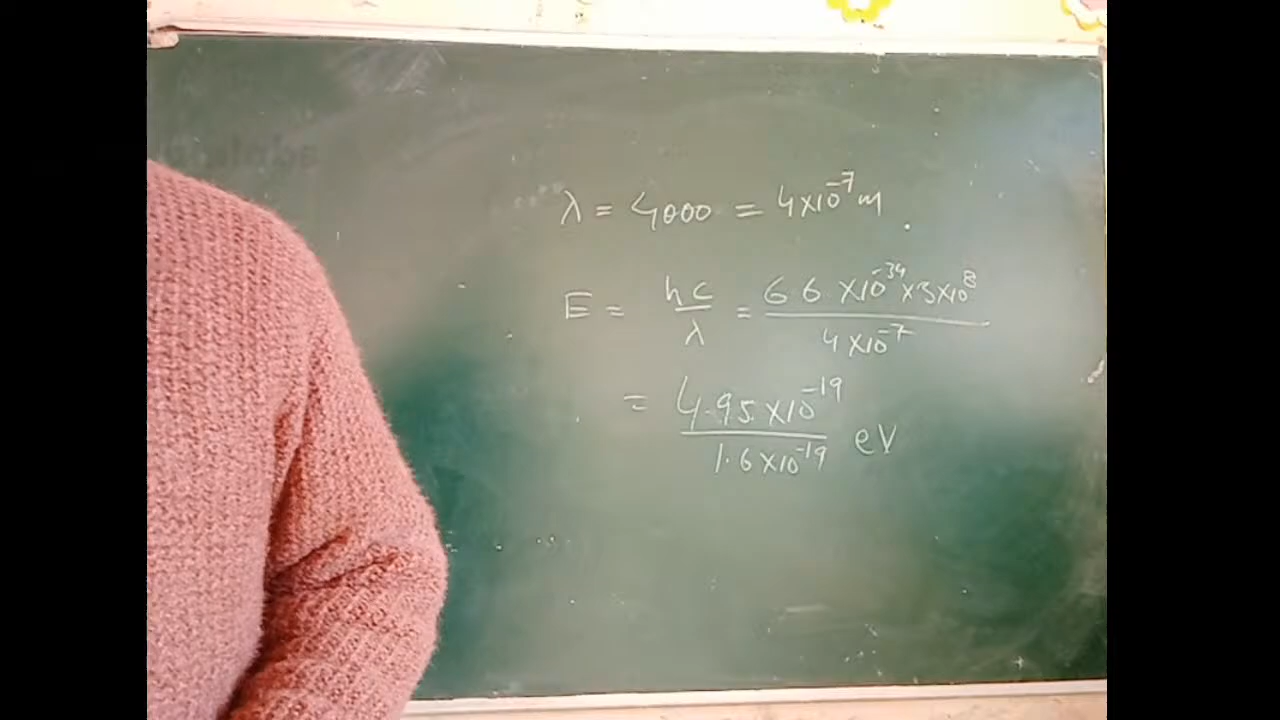 λ = 4000 = 4×10⁻⁷ m
E = hc/λ = 6 6 ×10⁻³⁴ ×3×10⁸ / 4×10⁻⁷
= 4.95×10⁻¹⁹ / 1.6×10⁻¹⁹ eV